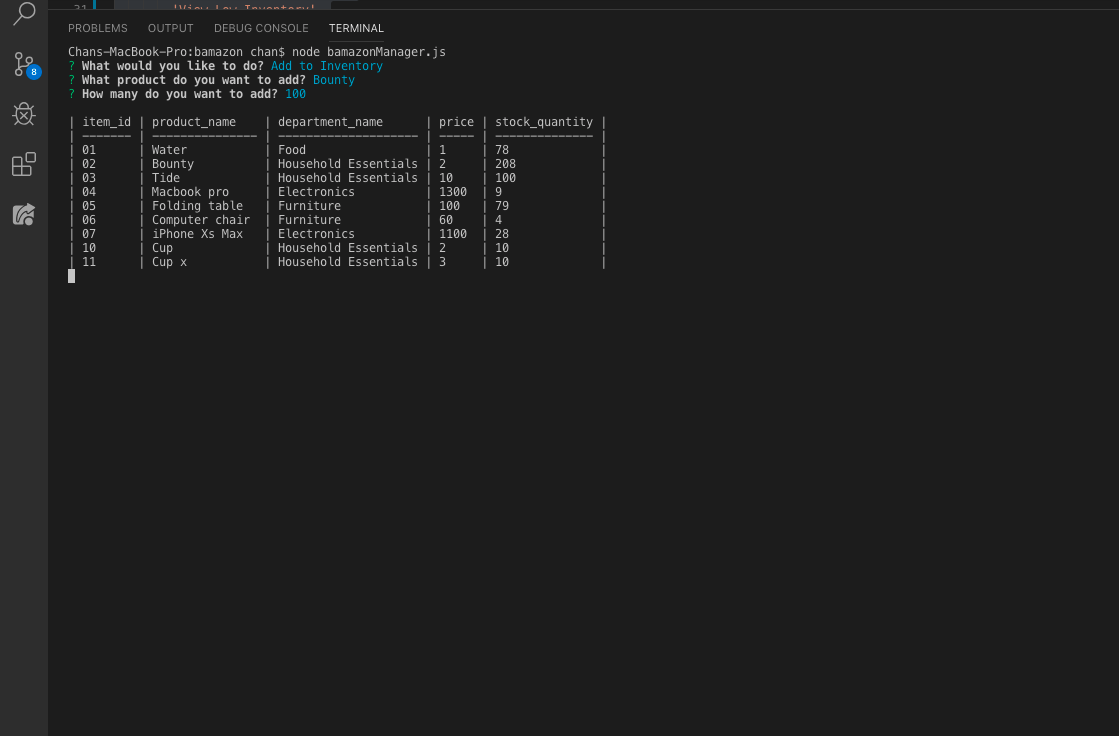 31 'View Low Inventory',
PROBLEMS OUTPUT DEBUG CONSOLE TERMINAL
Chans-MacBook-Pro:bamazon chan$ node bamazonManager.js
? What would you like to do? Add to Inventory
8
? What product do you want to add? Bounty
? How many do you want to add? 100
| item_id | product_name    | department_name      | price | stock_quantity |
| ------- | --------------- | -------------------- | ----- | -------------- |
| 01      | Water           | Food                 | 1     | 78             |
| 02      | Bounty          | Household Essentials | 2     | 208            |
| 03      | Tide            | Household Essentials | 10    | 100            |
| 04      | Macbook pro     | Electronics          | 1300  | 9              |
| 05      | Folding table   | Furniture            | 100   | 79             |
| 06      | Computer chair  | Furniture            | 60    | 4              |
| 07      | iPhone Xs Max   | Electronics          | 1100  | 28             |
| 10      | Cup             | Household Essentials | 2     | 10             |
| 11      | Cup x           | Household Essentials | 3     | 10             |